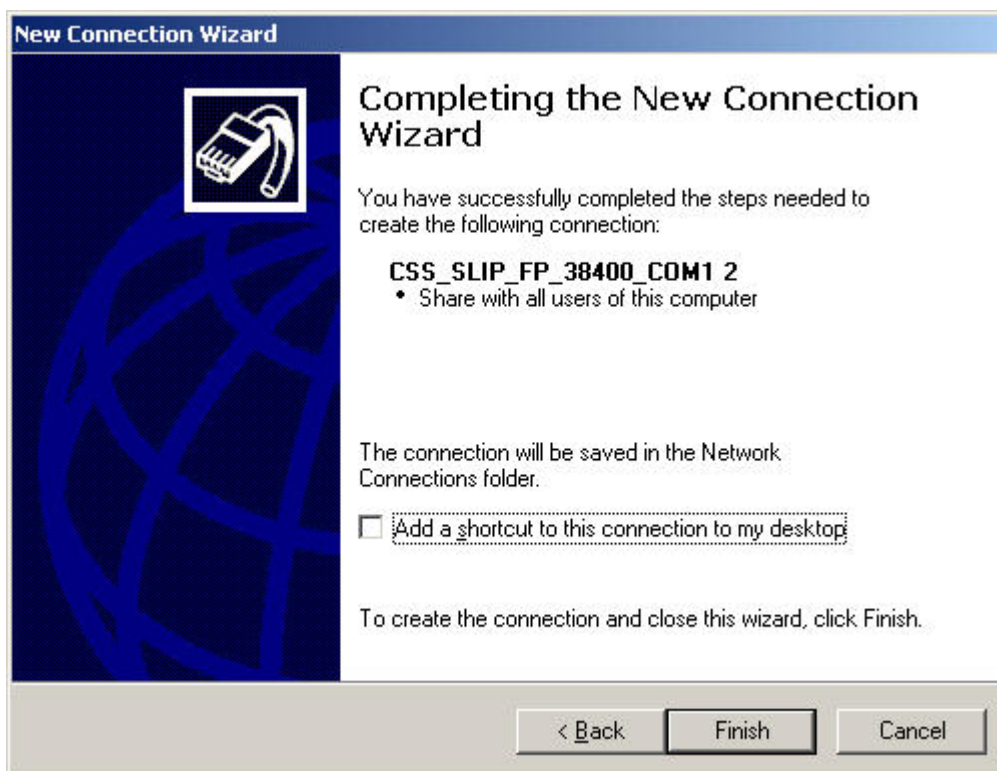 New Connection Wizard
Completing the New Connection
Wizard
You have successfully completed the steps needed to
create the following connection:
CSS_SLIP_FP_38400_COM1 2
• Share with all users of this computer
The connection will be saved in the Network
Connections folder.
Add a shortcut to this connection to my desktop
To create the connection and close this wizard, click Finish.
< Back Finish Cancel